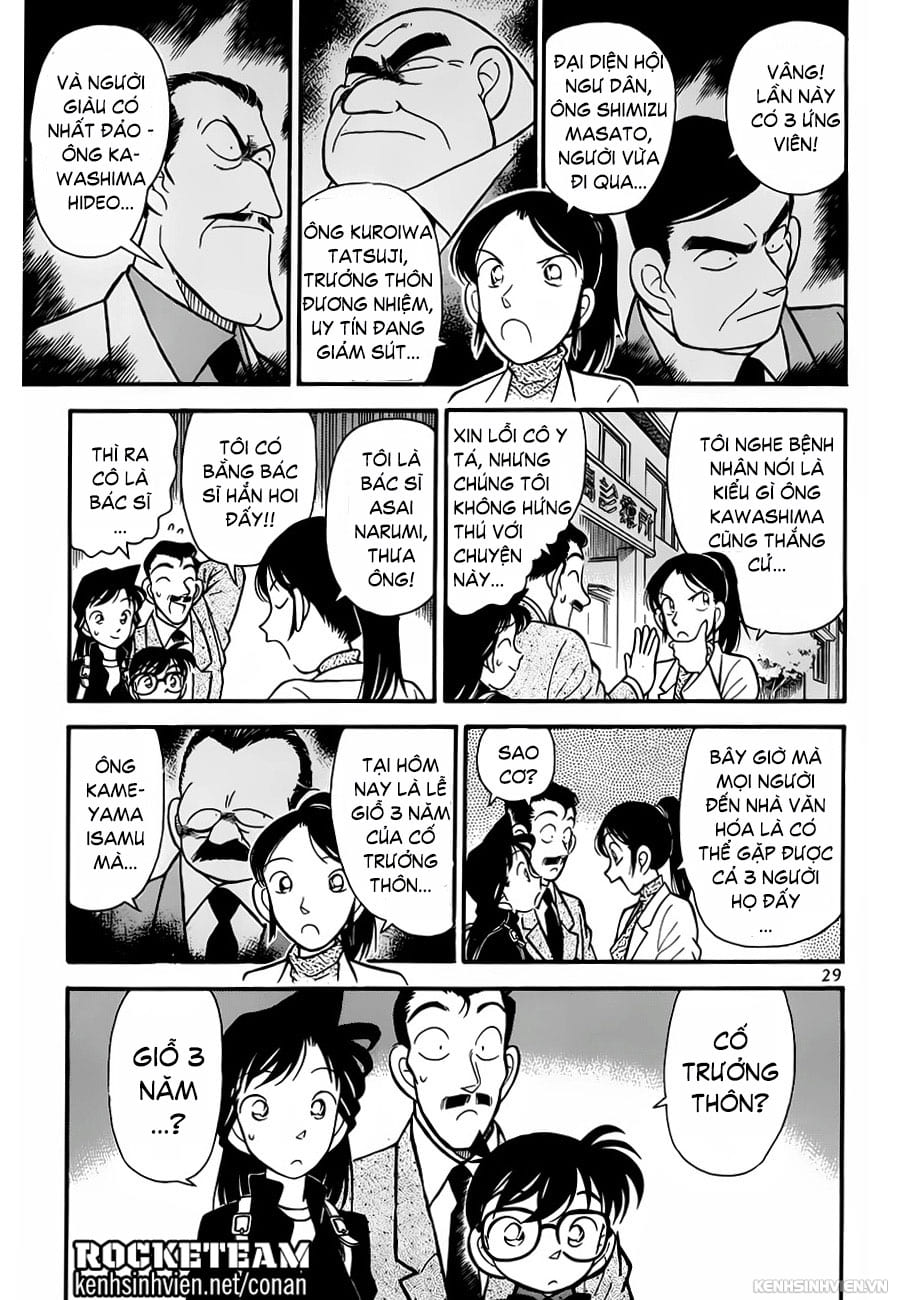 VÂNG!
LẦN NÀY
CÓ 3 ỨNG
VIÊN!
ĐẠI DIỆN HỘI
NGƯ DÂN,
ÔNG SHIMIZU
MASATO,
NGƯỜI VỪA
ĐI QUA...
ÔNG KUROIWA
TATSUJI,
TRƯỞNG THÔN
ĐƯƠNG NHIỆM,
UY TÍN ĐANG
GIẢM SÚT...
VÀ NGƯỜI
GIÀU CÓ
NHẤT ĐẢO -
ÔNG KA-
WASHIMA
HIDEO...
TÔI NGHE BỆNH
NHÂN NÓI LÀ
KIỂU GÌ ÔNG
KAWASHIMA
CŨNG THẮNG
CỬ...
診療所
XIN LỖI CÔ Y
TÁ, NHƯNG
CHÚNG TÔI
KHÔNG HỨNG
THÚ VỚI
CHUYỆN
NÀY...
TÔI LÀ
BÁC SĨ
ASAI
NARUMI,
THƯA
ÔNG!
TÔI CÓ
BẰNG BÁC
SĨ HẲN HOI
ĐẤY!!
THÌ RA
CÔ LÀ
BÁC SĨ
...
BÂY GIỜ MÀ
MỌI NGƯỜI
ĐẾN NHÀ VĂN
HÓA LÀ CÓ
THỂ GẶP ĐƯỢC
CẢ 3 NGƯỜI
HỌ ĐẤY
...
SAO
CƠ?
TẠI HÔM
NAY LÀ LỄ
GIỖ 3 NĂM
CỦA CỐ
TRƯỞNG
THÔN...
ÔNG
KAME-
YAMA
ISAMU
MÀ...
29
CỐ
TRƯỞNG
THÔN?
GIỖ 3
NĂM
...?
ROCKETEAM
kenhsinhvien.net/conan
KENHSINHVIEN.VN